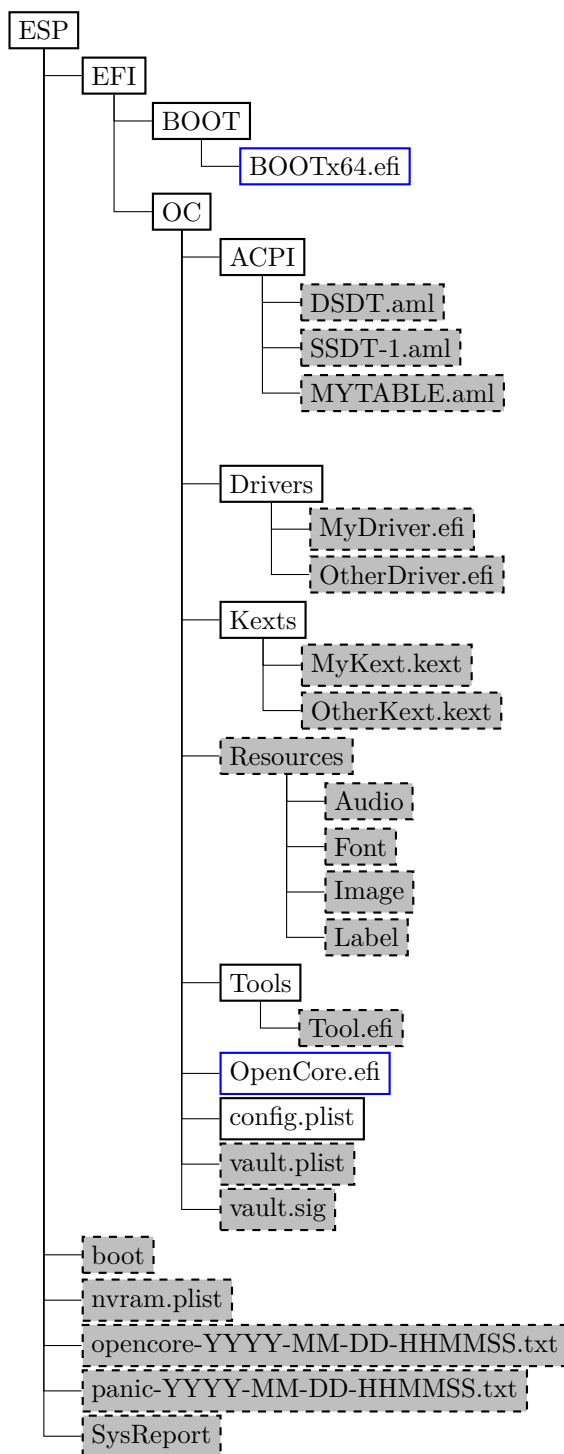 ESP
EFI
BOOT
BOOTx64.efi
OC
ACPI
DSDT.aml
SSDT-1.aml
MYTABLE.aml
Drivers
MyDriver.efi
OtherDriver.efi
Kexts
MyKext.kext
OtherKext.kext
Resources
Audio
Font
Image
Label
Tools
Tool.efi
OpenCore.efi
config.plist
vault.plist
vault.sig
boot
nvram.plist
opencore-YYYY-MM-DD-HHMMSS.txt
panic-YYYY-MM-DD-HHMMSS.txt
SysReport